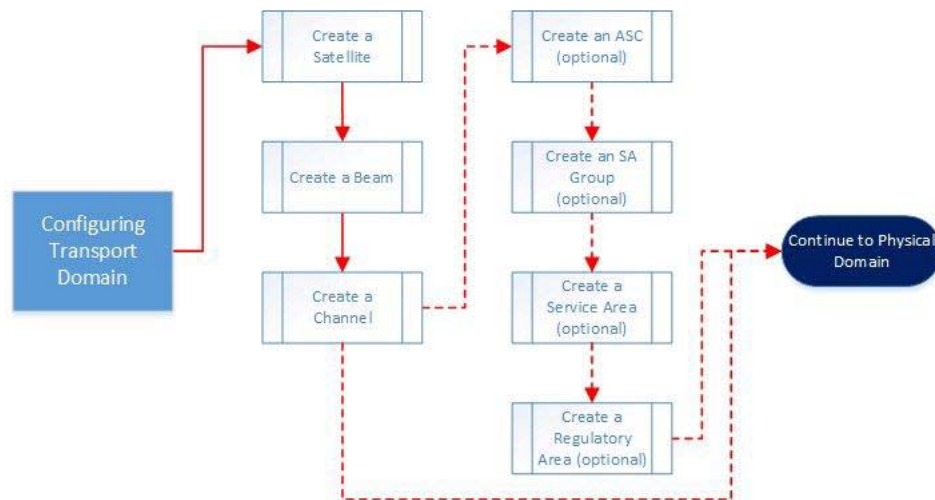 Configuring
Transport
Domain
Create a
Satellite
Create a Beam
Create a
Channel
Create an ASC
(optional)
Create an SA
Group
(optional)
Create a
Service Area
(optional)
Create a
Regulatory
Area (optional)
Continue to Physical
Domain